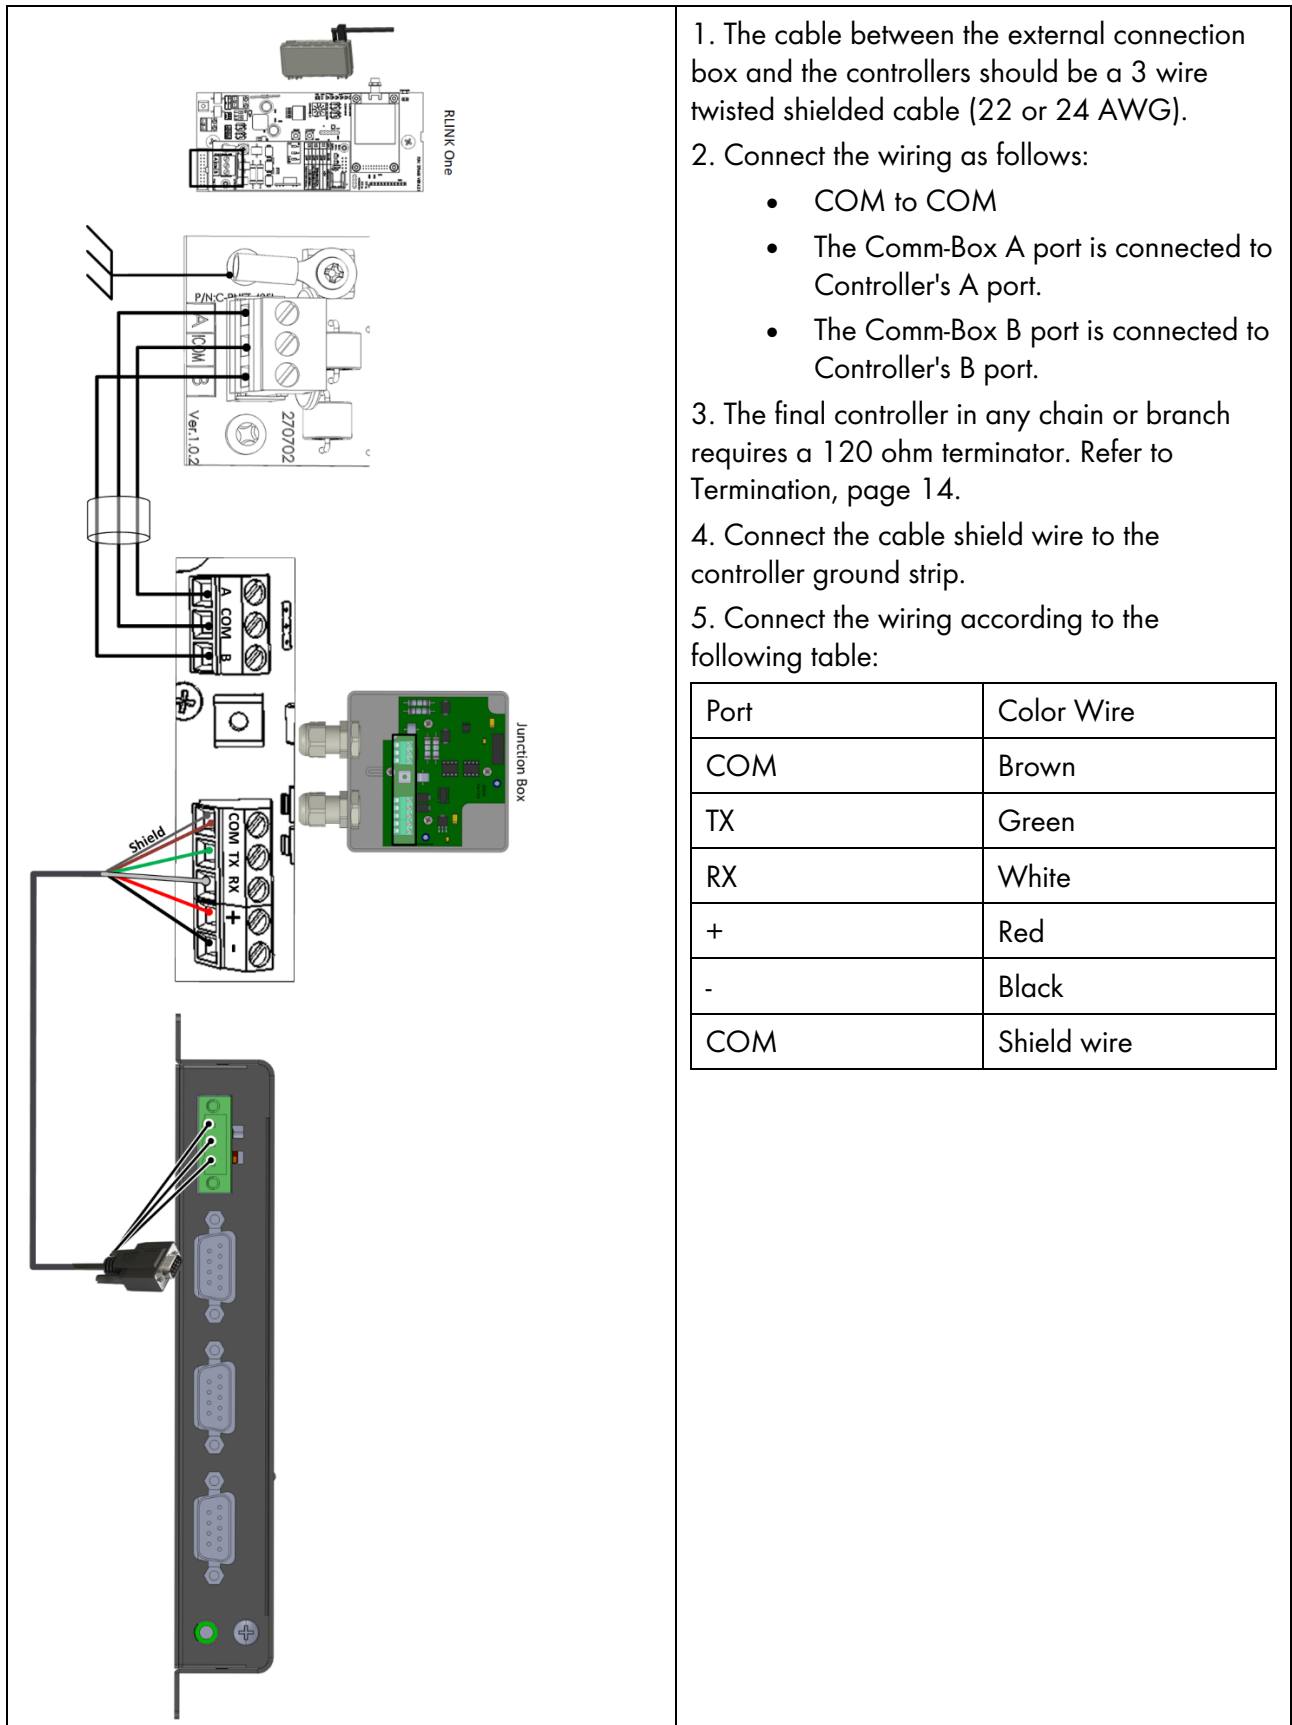 RLINK One
P/N:C-RNET-485L
A
COM
B
270702
Ver.1.0.2
A COM B
Junction Box
Shield
COM TX RX + -
1. The cable between the external connection
box and the controllers should be a 3 wire
twisted shielded cable (22 or 24 AWG).
2. Connect the wiring as follows:
• COM to COM
• The Comm-Box A port is connected to
Controller's A port.
• The Comm-Box B port is connected to
Controller's B port.
3. The final controller in any chain or branch
requires a 120 ohm terminator. Refer to
Termination, page 14.
4. Connect the cable shield wire to the
controller ground strip.
5. Connect the wiring according to the
following table:
Port Color Wire
COM Brown
TX Green
RX White
+ Red
- Black
COM Shield wire